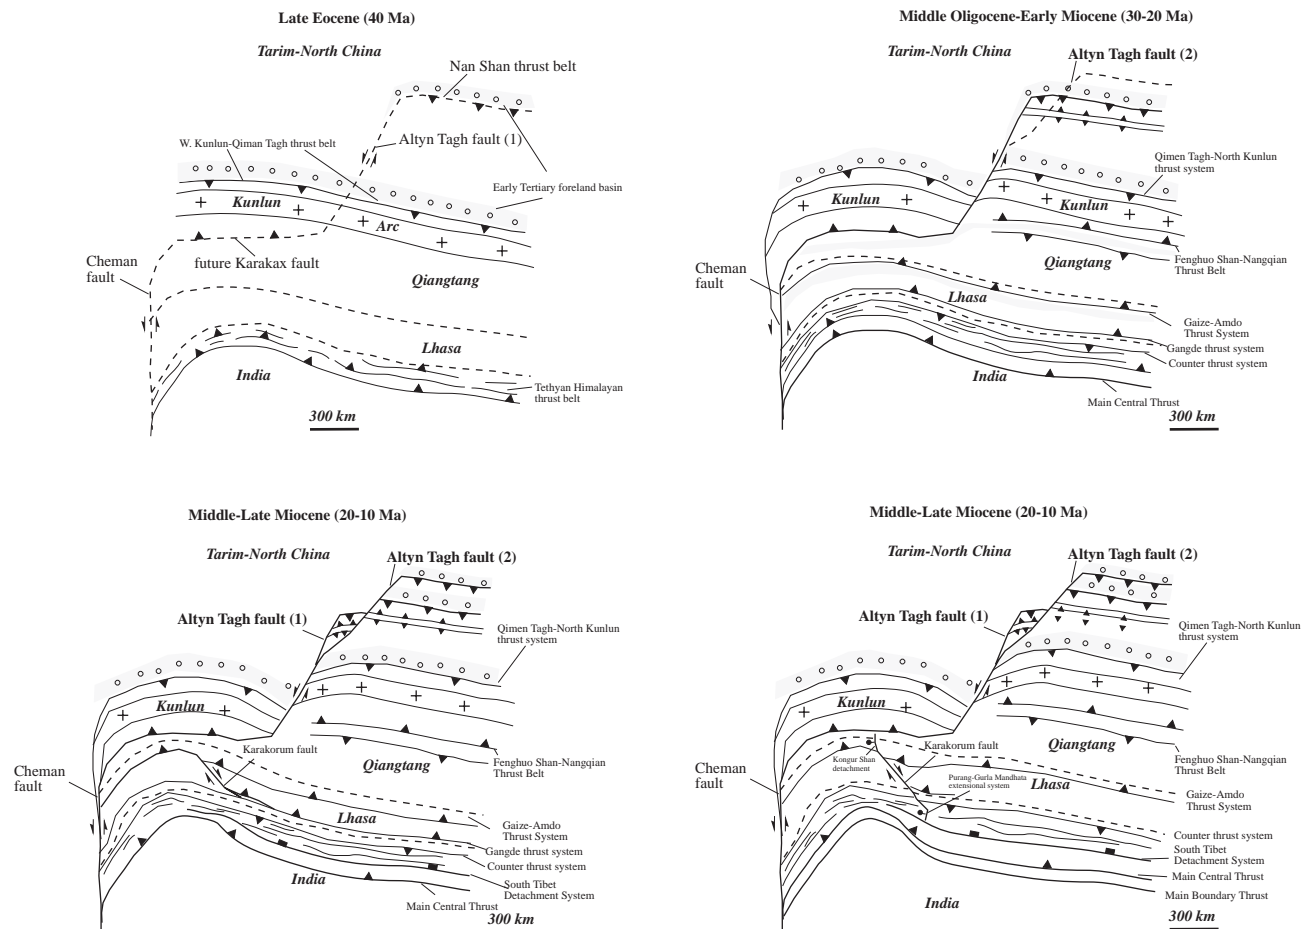 Late Eocene (40 Ma)
Tarim-North China
Nan Shan thrust belt
Altyn Tagh fault (1)
W. Kunlun-Qiman Tagh thrust belt
Early Tertiary foreland basin
Kunlun
Arc
Cheman
fault
future Karakax fault
Qiangtang
Lhasa
India
Tethyan Himalayan
thrust belt
300 km
Middle Oligocene-Early Miocene (30-20 Ma)
Tarim-North China
Altyn Tagh fault (2)
Qimen Tagh-North Kunlun
thrust system
Kunlun
Kunlun
Cheman
fault
Qiangtang
Fenghuo Shan-Nangqian
Thrust Belt
Lhasa
Gaize-Amdo
Thrust System
Gangde thrust system
Counter thrust system
India
Main Central Thrust
300 km
Middle-Late Miocene (20-10 Ma)
Tarim-North China
Altyn Tagh fault (2)
Altyn Tagh fault (1)
Qimen Tagh-North Kunlun
thrust system
Kunlun
Karakorum fault
Qiangtang
Fenghuo Shan-Nangqian
Thrust Belt
Cheman
fault
Lhasa
Gaize-Amdo
Thrust System
Gangde thrust system
Counter thrust system
India
South Tibet
Detachment System
Main Central Thrust
300 km
Middle-Late Miocene (20-10 Ma)
Tarim-North China
Altyn Tagh fault (2)
Altyn Tagh fault (1)
Qimen Tagh-North Kunlun
thrust system
Kunlun
Karakorum fault
Qiangtang
Kongur Shan
detachment
Fenghuo Shan-Nangqian
Thrust Belt
Cheman
fault
Purang-Gurla Mandhata
extensional system
Lhasa
Gaize-Amdo
Thrust System
Counter thrust system
South Tibet
Detachment System
Main Central Thrust
Main Boundary Thrust
India
300 km